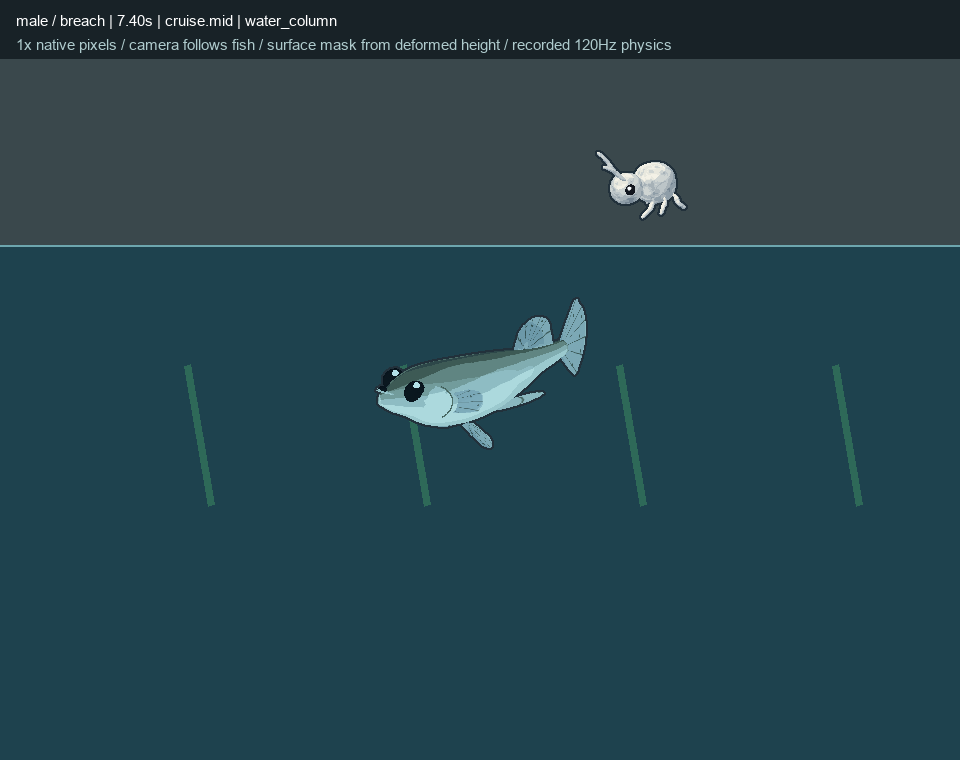 male / breach | 7.40s | cruise.mid | water_column
1x native pixels / camera follows fish / surface mask from deformed height / recorded 120Hz physics